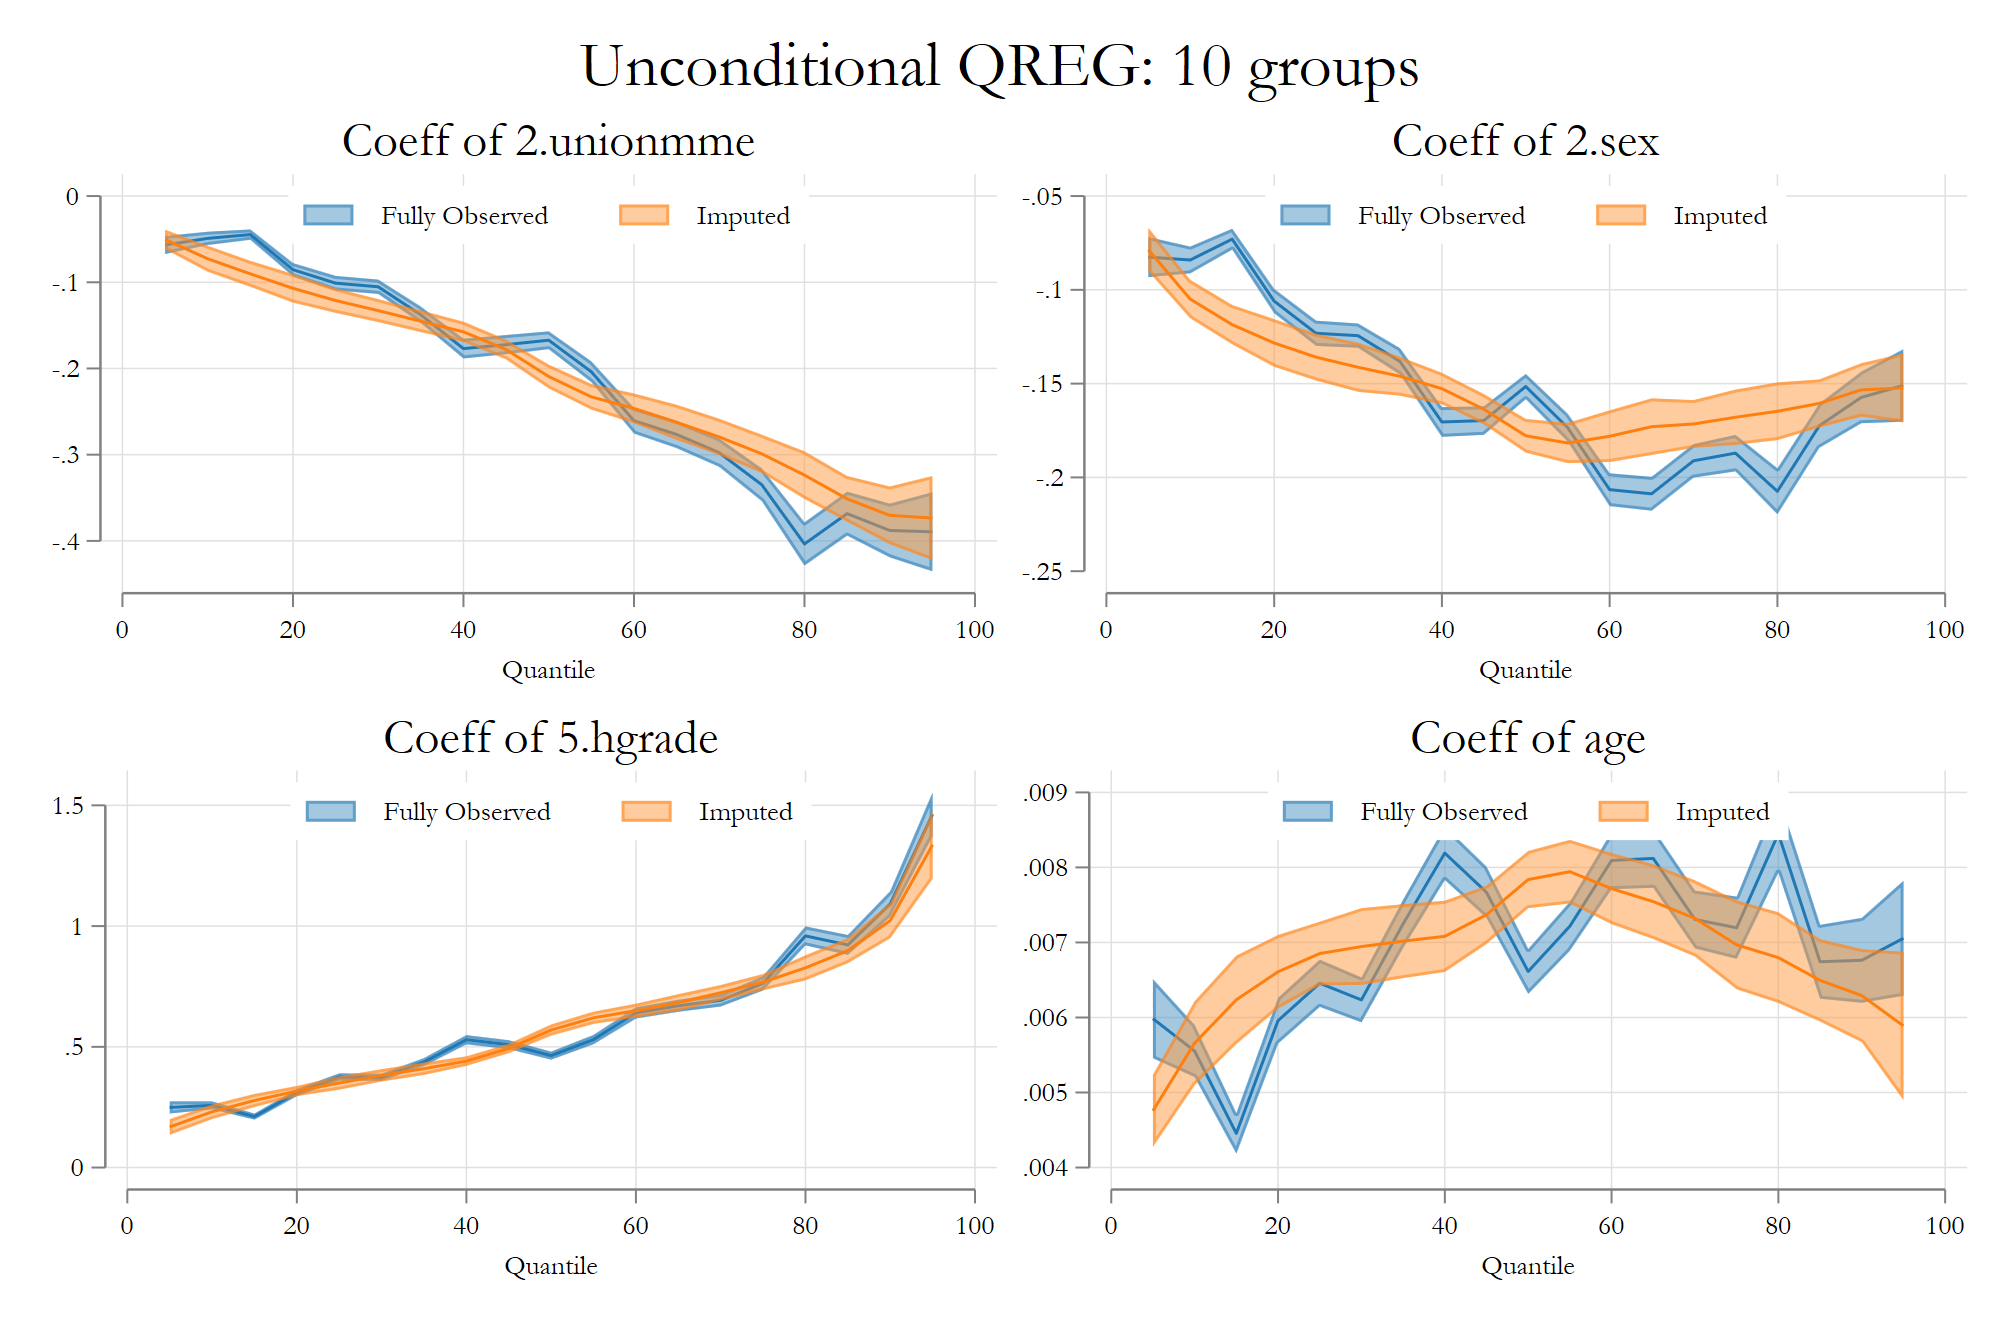 Unconditional QREG: 10 groups
Coeff of 2.unionmme
Fully Observed Imputed
0
-.1
-.2
-.3
-.4
0 20 40 60 80 100
Quantile
Coeff of 2.sex
Fully Observed Imputed
-.05
-.1
-.15
-.2
-.25
0 20 40 60 80 100
Quantile
Coeff of 5.hgrade
Fully Observed Imputed
1.5
1
.5
0
0 20 40 60 80 100
Quantile
Coeff of age
Fully Observed Imputed
.009
.008
.007
.006
.005
.004
0 20 40 60 80 100
Quantile